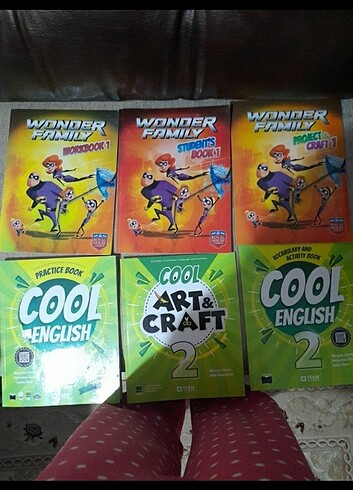 WONDER
FAMILY
WORKBOOK 1
WONDER
FAMILY
STUDENT'S
BOOK 1
WONDER
FAMILY
PROJECT &
CRAFT 1
PRACTICE BOOK
COOL
ENGLISH
COOL
ART &
CRAFT
2
VOCABULARY AND
ACTIVITY BOOK
COOL
ENGLISH
2